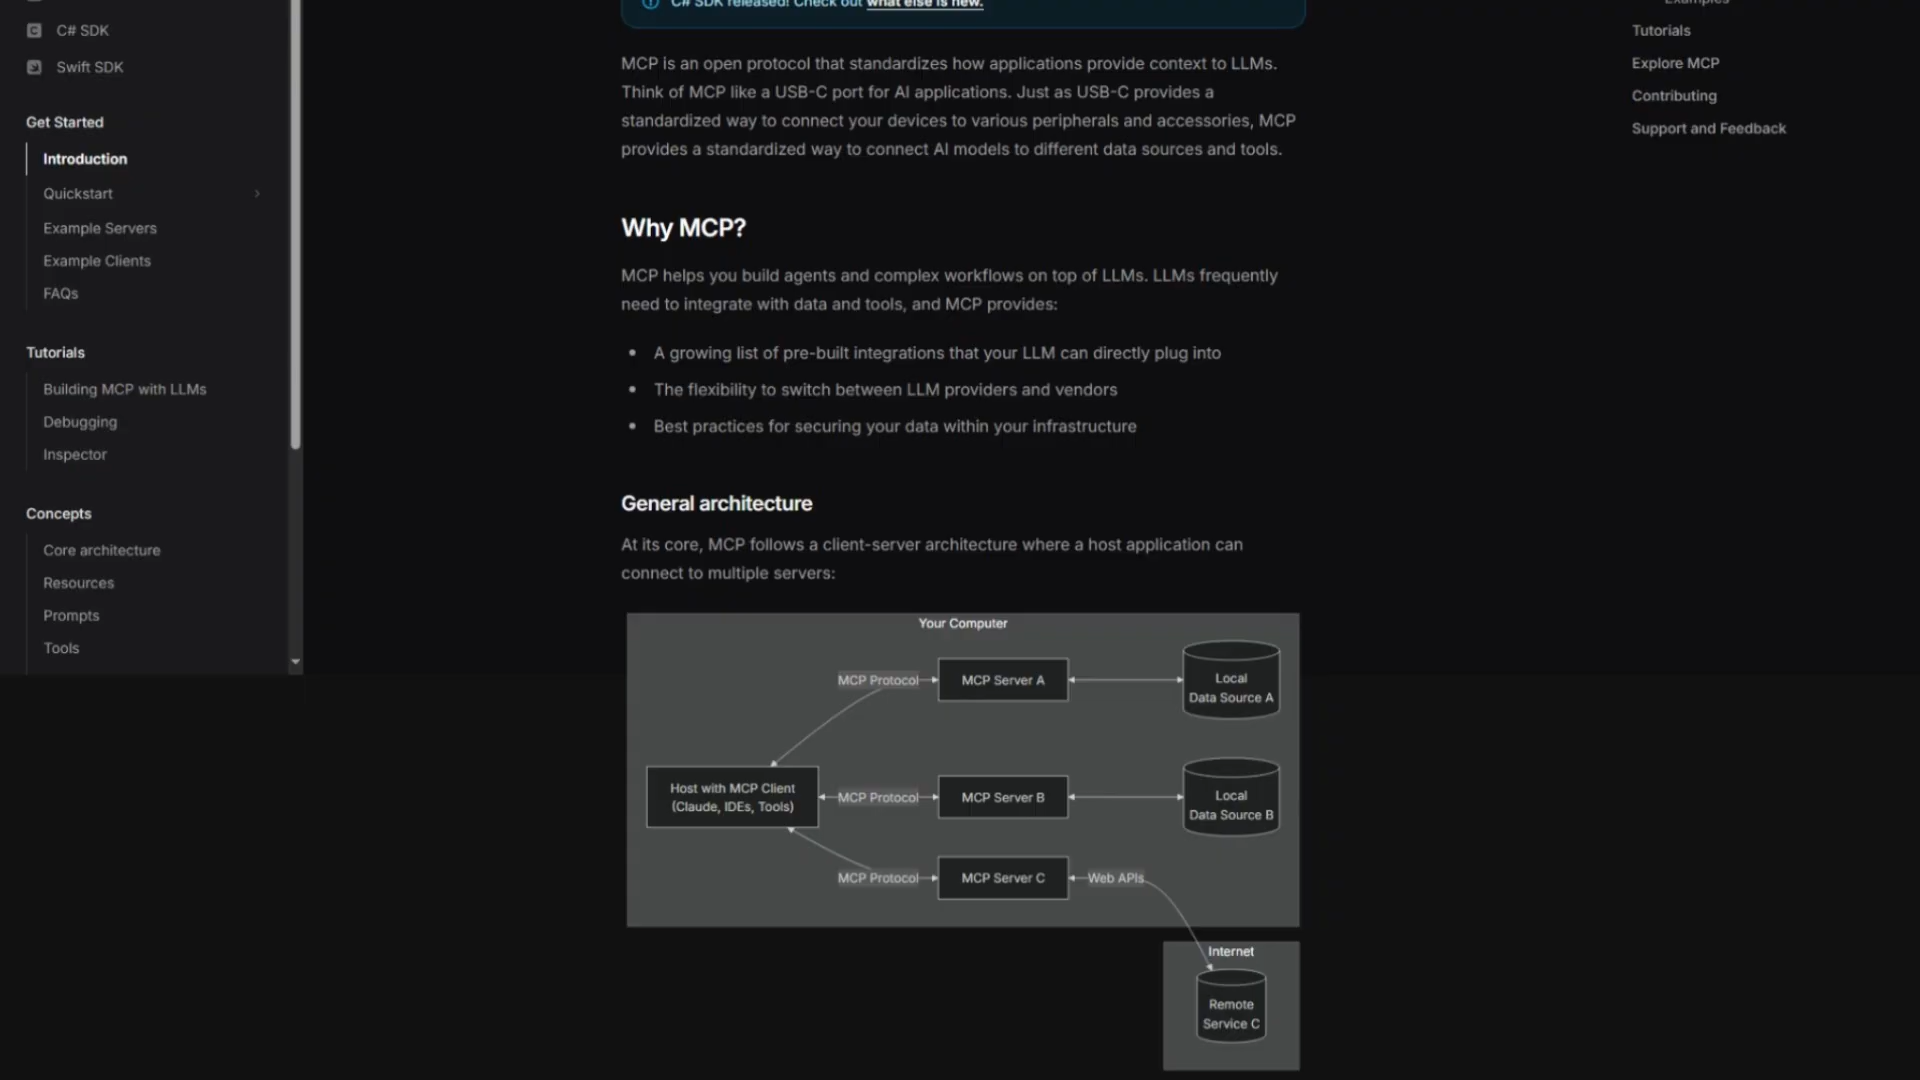 C# SDK
Swift SDK
Get Started
Introduction
Quickstart
Example Servers
Example Clients
FAQs
Tutorials
Building MCP with LLMs
Debugging
Inspector
Concepts
Core architecture
Resources
Prompts
Tools
C# SDK released! Check out what else is new.
MCP is an open protocol that standardizes how applications provide context to LLMs.
Think of MCP like a USB-C port for AI applications. Just as USB-C provides a
standardized way to connect your devices to various peripherals and accessories, MCP
provides a standardized way to connect AI models to different data sources and tools.
Why MCP?
MCP helps you build agents and complex workflows on top of LLMs. LLMs frequently
need to integrate with data and tools, and MCP provides:
• A growing list of pre-built integrations that your LLM can directly plug into
• The flexibility to switch between LLM providers and vendors
• Best practices for securing your data within your infrastructure
General architecture
At its core, MCP follows a client-server architecture where a host application can
connect to multiple servers:
Your Computer
MCP Protocol
MCP Server A
Local
Data Source A
Host with MCP Client
(Claude, IDEs, Tools)
MCP Protocol
MCP Server B
Local
Data Source B
MCP Protocol
MCP Server C
Web APIs
Internet
Remote
Service C
Examples
Tutorials
Explore MCP
Contributing
Support and Feedback